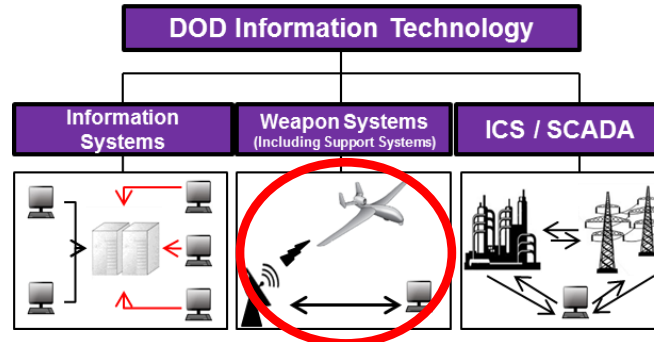 DOD Information Technology
Information
Systems
Weapon Systems
(Including Support Systems)
ICS / SCADA